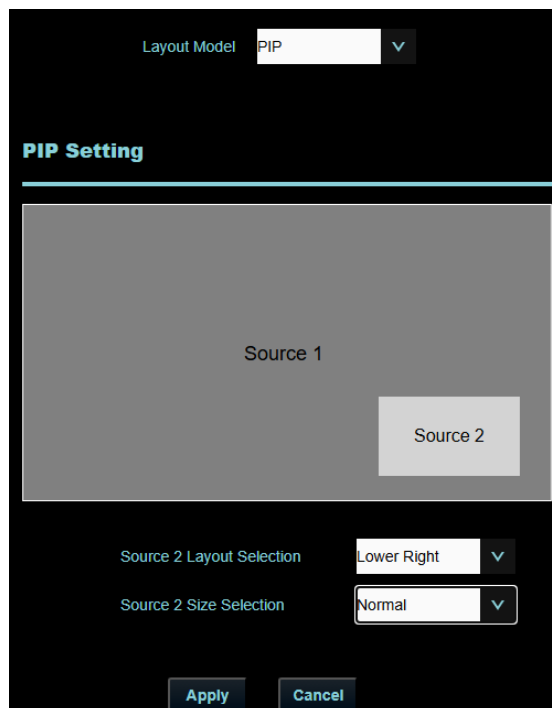 Layout Model PIP
PIP Setting
Source 1
Source 2
Source 2 Layout Selection Lower Right
Source 2 Size Selection Normal
Apply Cancel